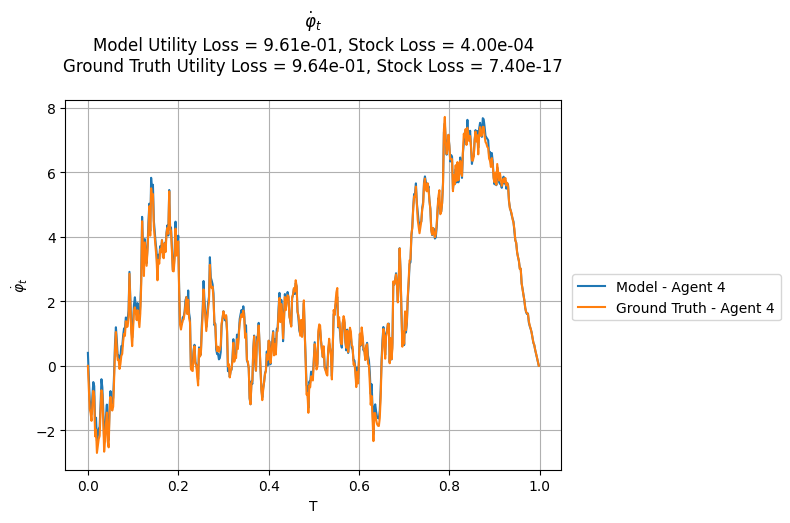 φ̇ₜ
Model Utility Loss = 9.61e-01, Stock Loss = 4.00e-04
Ground Truth Utility Loss = 9.64e-01, Stock Loss = 7.40e-17
8
6
4
2
0
−2
φ̇ₜ
0.0 0.2 0.4 0.6 0.8 1.0
T
Model - Agent 4
Ground Truth - Agent 4